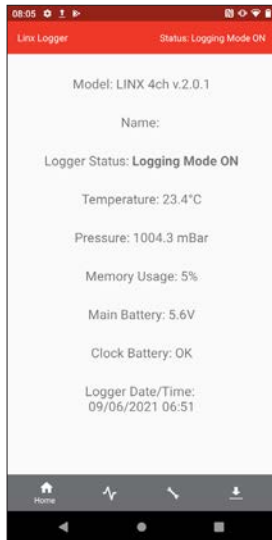 08:05
Linx Logger Status: Logging Mode ON
Model: LINX 4ch v.2.0.1
Name:
Logger Status: Logging Mode ON
Temperature: 23.4°C
Pressure: 1004.3 mBar
Memory Usage: 5%
Main Battery: 5.6V
Clock Battery: OK
Logger Date/Time:
09/06/2021 06:51
Home